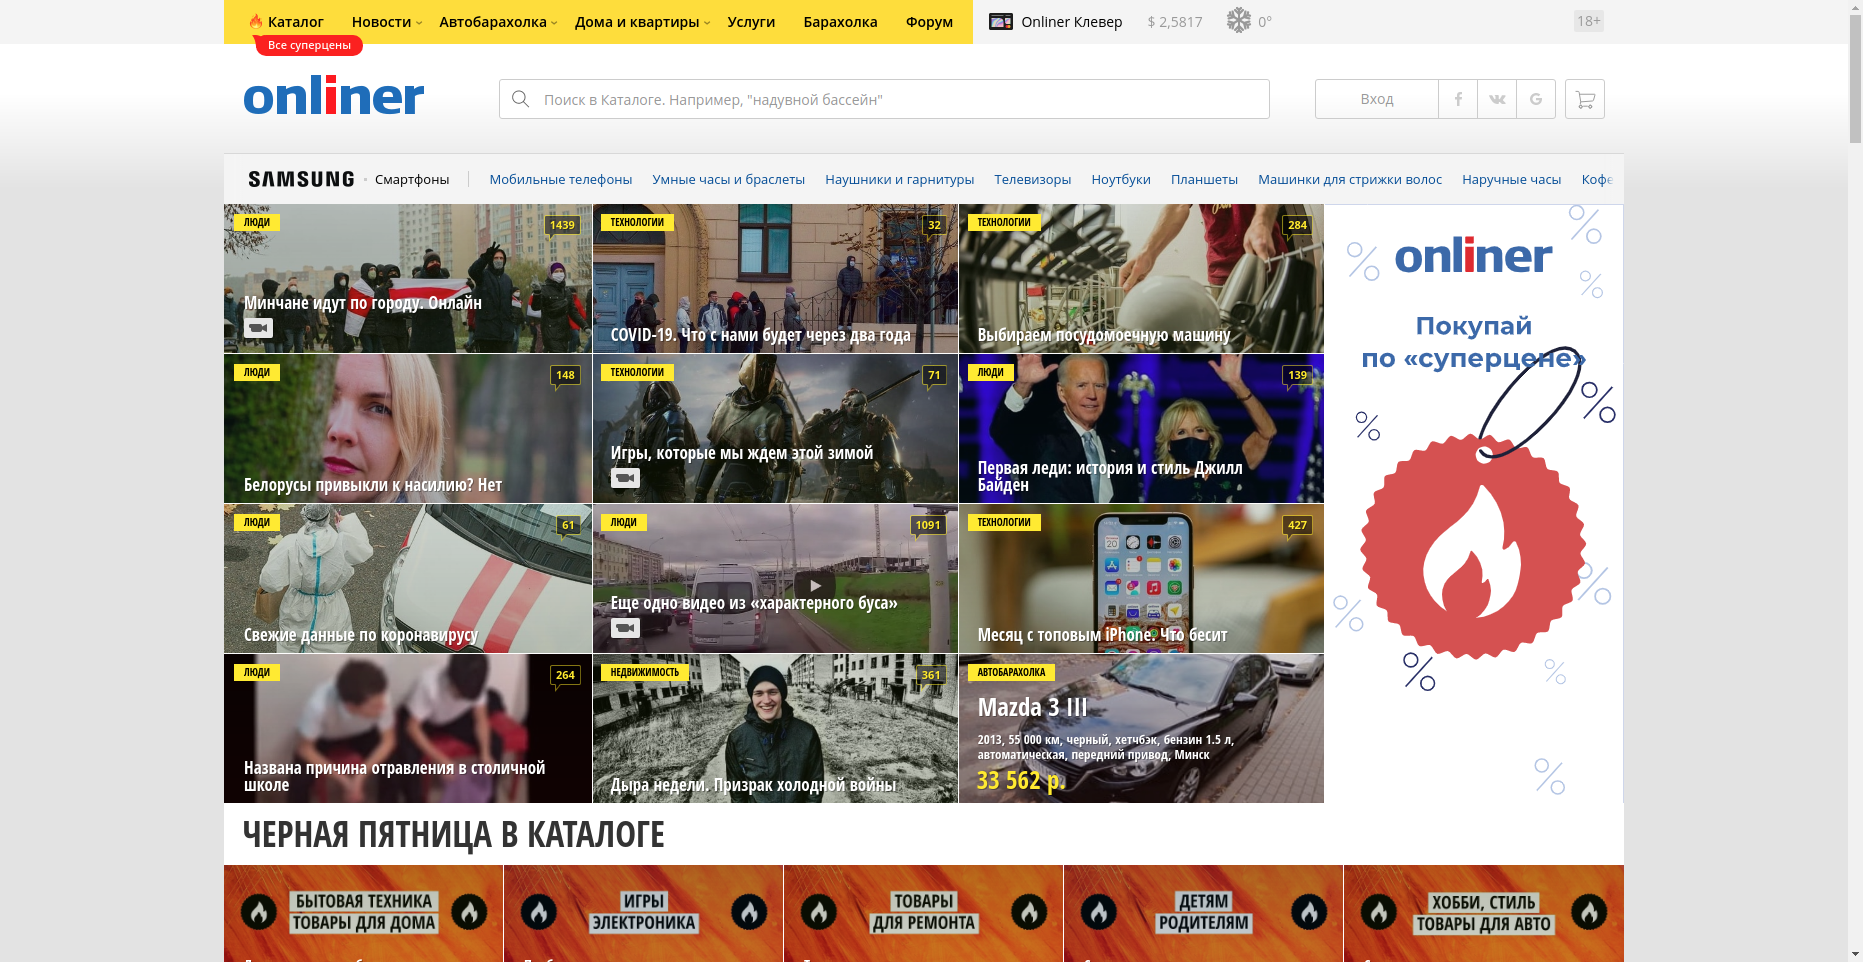 Каталог Новости Автобарахолка Дома и квартиры Услуги Барахолка Форум Onliner Клевер $ 2,5817 0° 18+
Все суперцены
onliner
Поиск в Каталоге. Например, "надувной бассейн"
Вход
SAMSUNG Смартфоны Мобильные телефоны Умные часы и браслеты Наушники и гарнитуры Телевизоры Ноутбуки Планшеты Машинки для стрижки волос Наручные часы Кофе
ЛЮДИ 1439
Минчане идут по городу. Онлайн
ТЕХНОЛОГИИ 32
COVID-19. Что с нами будет через два года
ТЕХНОЛОГИИ 284
Выбираем посудомоечную машину
ЛЮДИ 148
Белорусы привыкли к насилию? Нет
ТЕХНОЛОГИИ 71
Игры, которые мы ждем этой зимой
ЛЮДИ 139
Первая леди: история и стиль Джилл
Байден
ЛЮДИ 61
Свежие данные по коронавирусу
ЛЮДИ 1091
Еще одно видео из «характерного буса»
ТЕХНОЛОГИИ 427
Месяц с топовым iPhone. Что бесит
ЛЮДИ 264
Названа причина отравления в столичной
школе
НЕДВИЖИМОСТЬ 361
Дыра недели. Призрак холодной войны
АВТОБАРАХОЛКА
Mazda 3 III
2013, 55 000 км, черный, хетчбэк, бензин 1.5 л,
автоматическая, передний привод, Минск
33 562 р.
onliner
Покупай
по «суперцене»
ЧЕРНАЯ ПЯТНИЦА В КАТАЛОГЕ
БЫТОВАЯ ТЕХНИКА
ТОВАРЫ ДЛЯ ДОМА
ИГРЫ
ЭЛЕКТРОНИКА
ТОВАРЫ
ДЛЯ РЕМОНТА
ДЕТЯМ
РОДИТЕЛЯМ
ХОББИ, СТИЛЬ
ТОВАРЫ ДЛЯ АВТО